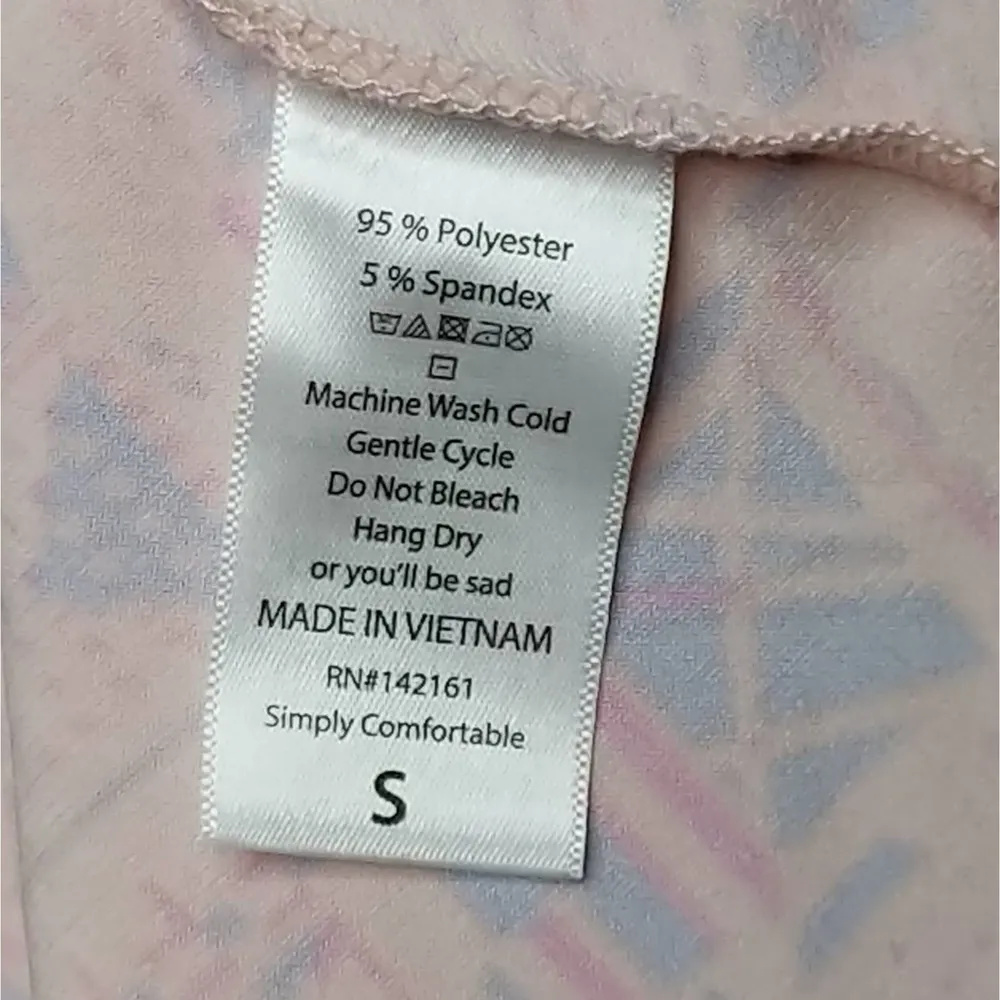 95 % Polyester
5 % Spandex
Machine Wash Cold
Gentle Cycle
Do Not Bleach
Hang Dry
or you'll be sad
MADE IN VIETNAM
RN#142161
Simply Comfortable
S